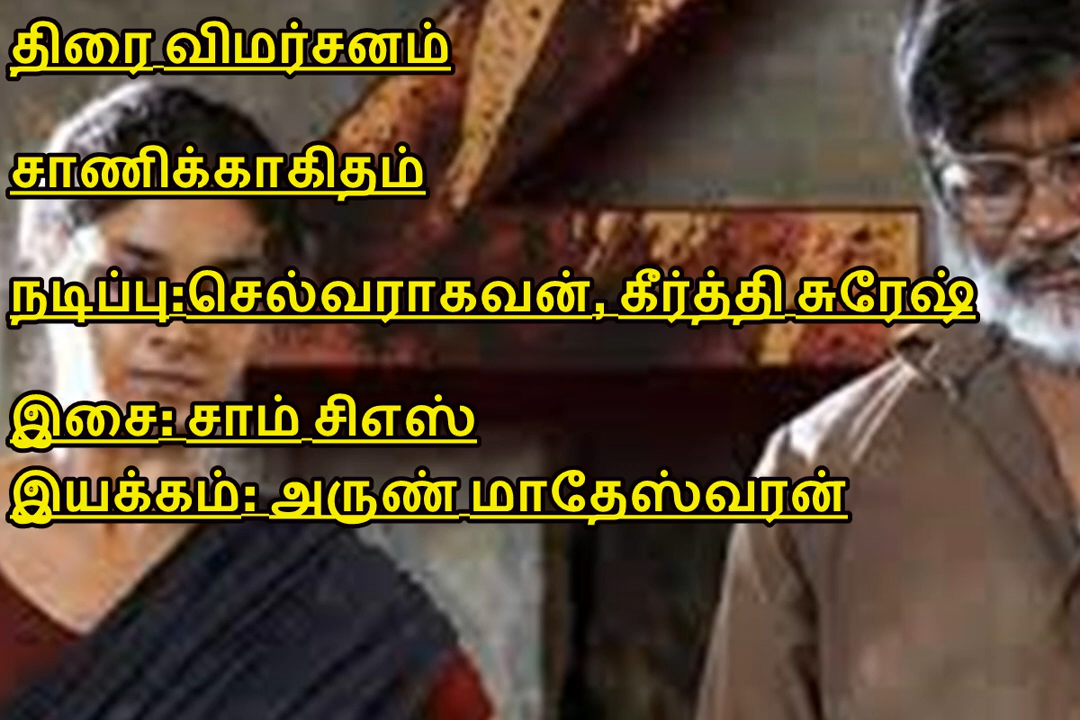 திரை விமர்சனம்
சாணிக்காகிதம்
நடிப்பு:செல்வராகவன், கீர்த்தி சுரேஷ்
இசை: சாம் சிஎஸ்
இயக்கம்: அருண் மாதேஸ்வரன்